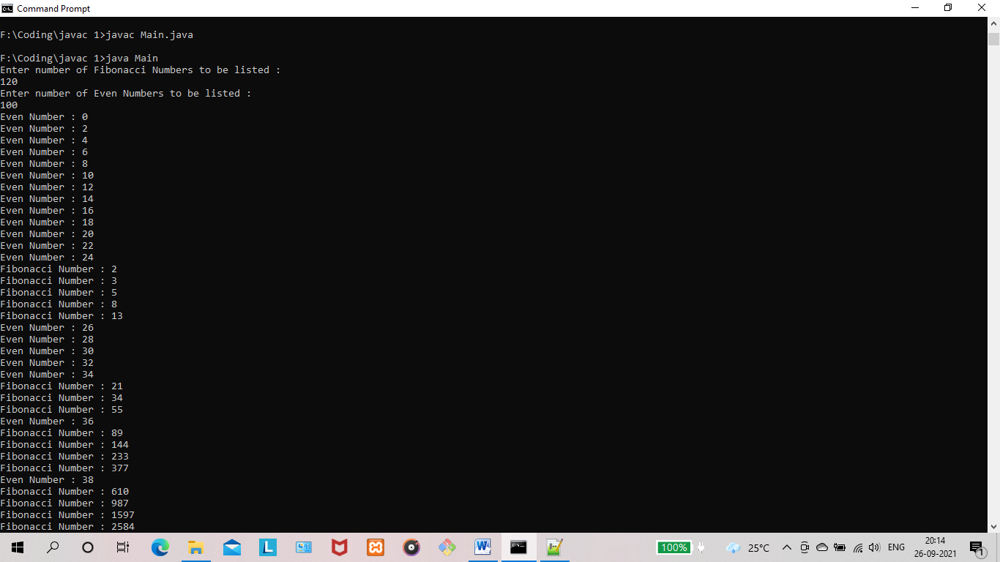 Command Prompt
F:\Coding\javac 1>javac Main.java
F:\Coding\javac 1>java Main
Enter number of Fibonacci Numbers to be listed :
120
Enter number of Even Numbers to be listed :
100
Even Number : 0
Even Number : 2
Even Number : 4
Even Number : 6
Even Number : 8
Even Number : 10
Even Number : 12
Even Number : 14
Even Number : 16
Even Number : 18
Even Number : 20
Even Number : 22
Even Number : 24
Fibonacci Number : 2
Fibonacci Number : 3
Fibonacci Number : 5
Fibonacci Number : 8
Fibonacci Number : 13
Even Number : 26
Even Number : 28
Even Number : 30
Even Number : 32
Even Number : 34
Fibonacci Number : 21
Fibonacci Number : 34
Fibonacci Number : 55
Even Number : 36
Fibonacci Number : 89
Fibonacci Number : 144
Fibonacci Number : 233
Fibonacci Number : 377
Even Number : 38
Fibonacci Number : 610
Fibonacci Number : 987
Fibonacci Number : 1597
Fibonacci Number : 2584
100% 25°C ENG 20:14
26-09-2021